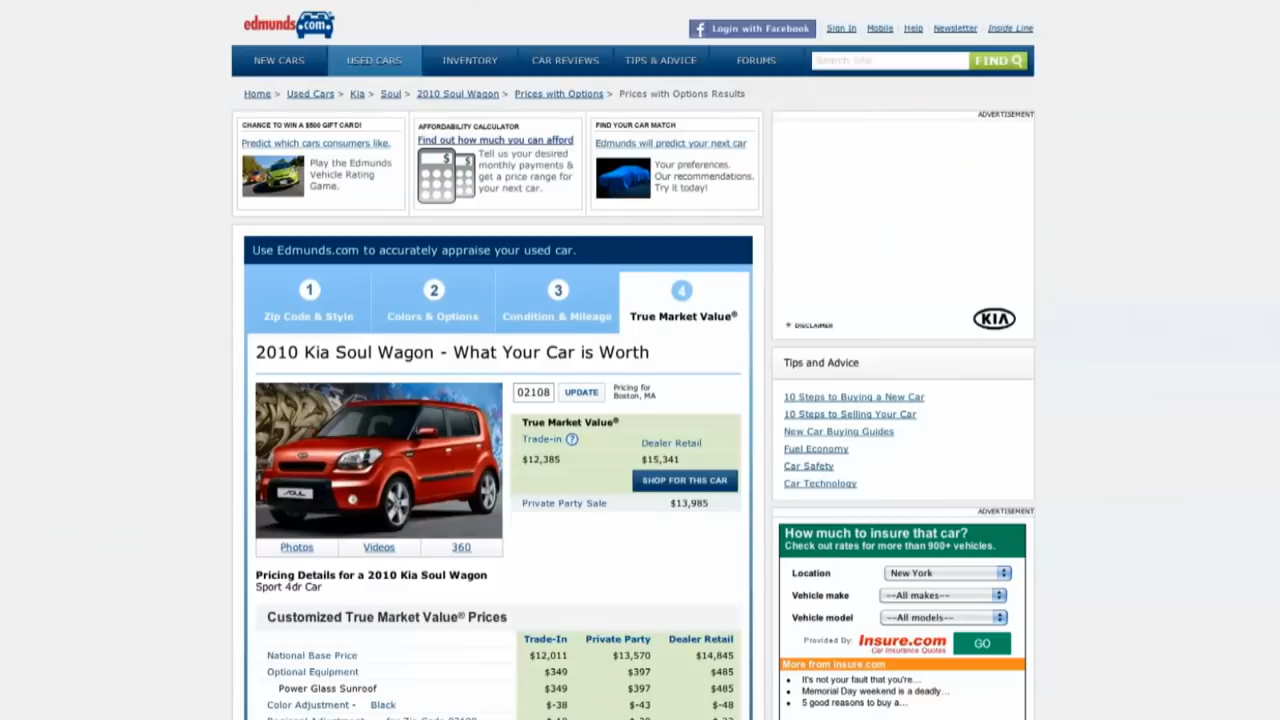 edmunds.com
Login with Facebook
Sign In
Mobile
Help
Newsletter
Inside Line
NEW CARS
USED CARS
INVENTORY
CAR REVIEWS
TIPS & ADVICE
FORUMS
Search Site
FIND
Home > Used Cars > Kia > Soul > 2010 Soul Wagon > Prices with Options > Prices with Options Results
CHANCE TO WIN A $500 GIFT CARD!
Predict which cars consumers like.
Play the Edmunds
Vehicle Rating
Game.
AFFORDABILITY CALCULATOR
Find out how much you can afford
Tell us your desired
monthly payments &
get a price range for
your next car.
FIND YOUR CAR MATCH
Edmunds will predict your next car
Your preferences.
Our recommendations.
Try it today!
ADVERTISEMENT
DISCLAIMER
KIA
Use Edmunds.com to accurately appraise your used car.
1
Zip Code & Style
2
Colors & Options
3
Condition & Mileage
4
True Market Value®
2010 Kia Soul Wagon - What Your Car is Worth
02108
UPDATE
Pricing for
Boston, MA
True Market Value®
Trade-in ?
Dealer Retail
$12,385
$15,341
SHOP FOR THIS CAR
Private Party Sale $13,985
Photos
Videos
360
Pricing Details for a 2010 Kia Soul Wagon
Sport 4dr Car
Customized True Market Value® Prices
Trade-In Private Party Dealer Retail
National Base Price $12,011 $13,570 $14,845
Optional Equipment $349 $397 $485
Power Glass Sunroof $349 $397 $485
Color Adjustment - Black $-38 $-43 $-48
Tips and Advice
10 Steps to Buying a New Car
10 Steps to Selling Your Car
New Car Buying Guides
Fuel Economy
Car Safety
Car Technology
ADVERTISEMENT
How much to insure that car?
Check out rates for more than 900+ vehicles.
Location New York
Vehicle make --All makes--
Vehicle model --All models--
Provided By: Insure.com
Car Insurance Quotes
GO
More from insure.com
It's not your fault that you're...
Memorial Day weekend is a deadly...
5 good reasons to buy a...